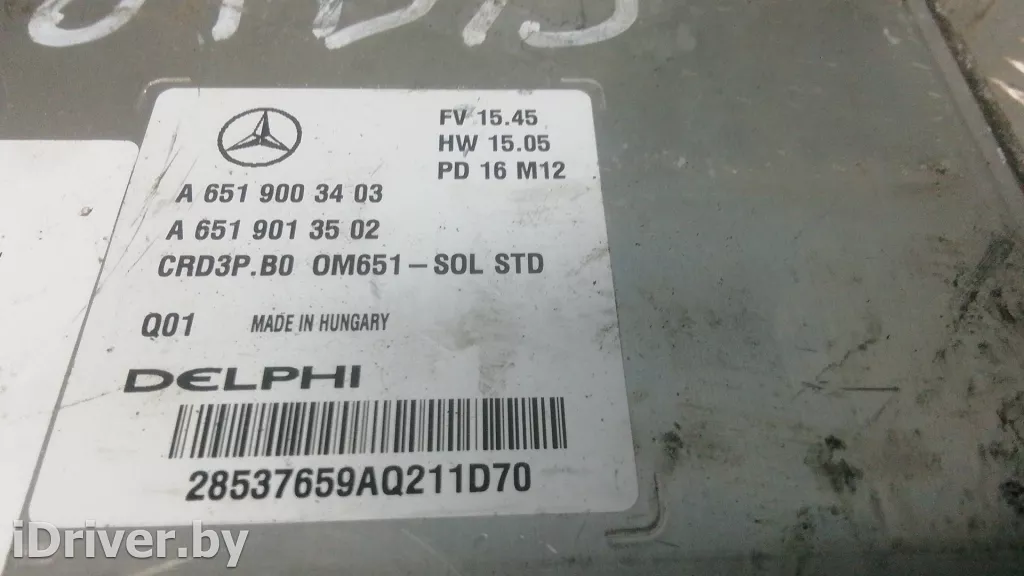 FV 15.45
HW 15.05
PD 16 M12
A 651 900 34 03
A 651 901 35 02
CRD3P.B0 OM651-SOL STD
Q01 MADE IN HUNGARY
DELPHI
28537659AQ211D70
iDriver.by